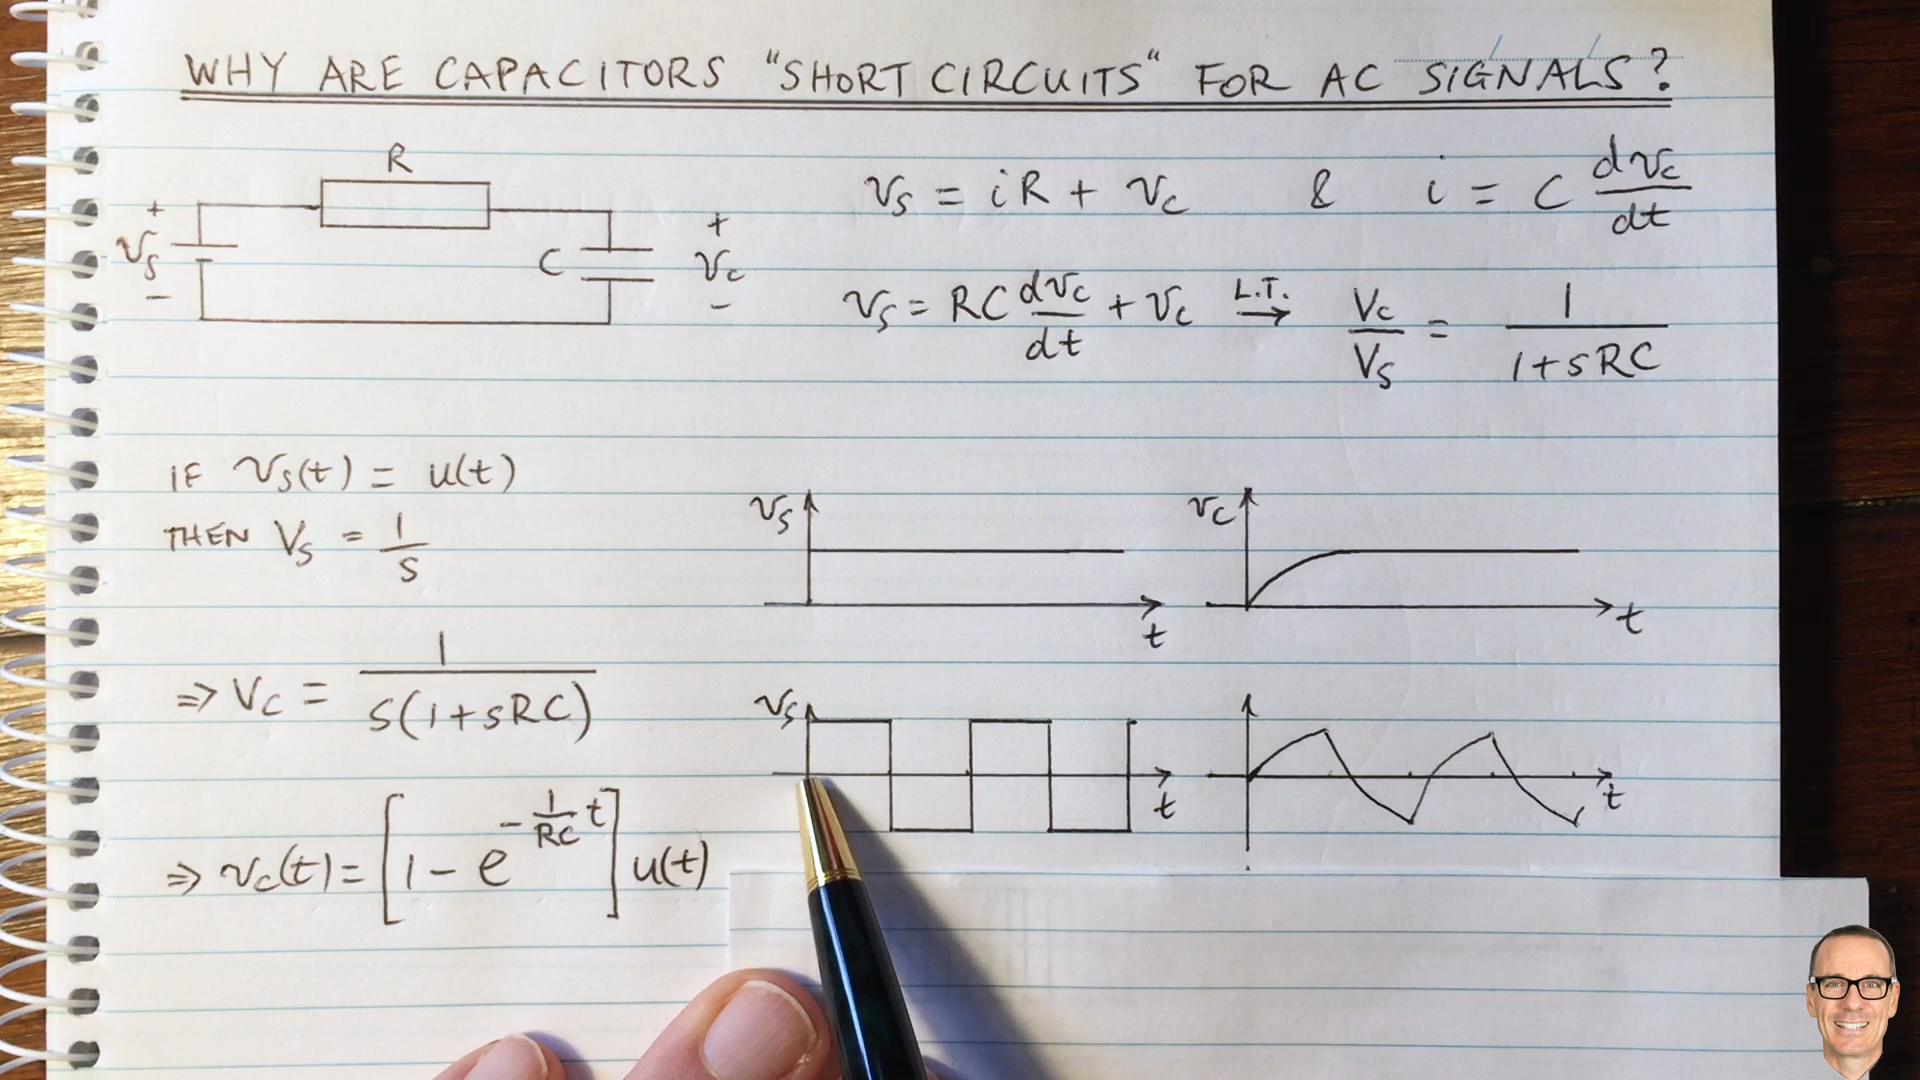 WHY ARE CAPACITORS "SHORT CIRCUITS" FOR AC SIGNALS?
R
+
vs
−
C
+
vc
−
vs = iR + vc & i = C dvc/dt
vs = RC dvc/dt + vc L.T.→ Vc/Vs = 1/(1+sRC)
IF vs(t) = u(t)
THEN Vs = 1/s
⇒ Vc = 1/(s(1+sRC))
⇒ vc(t) = [1 − e^(−1/RC t)] u(t)
vs
t
vc
t
vs
t
t